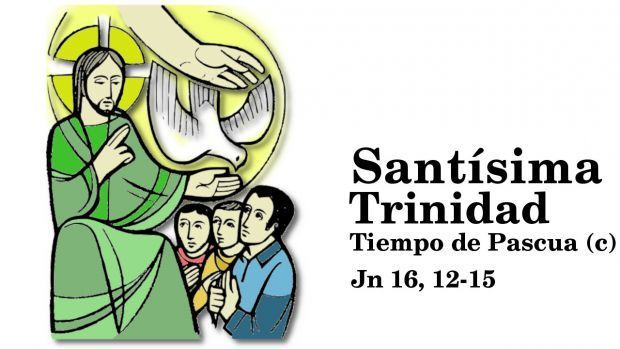 Santísima
Trinidad
Tiempo de Pascua (c)
Jn 16, 12-15